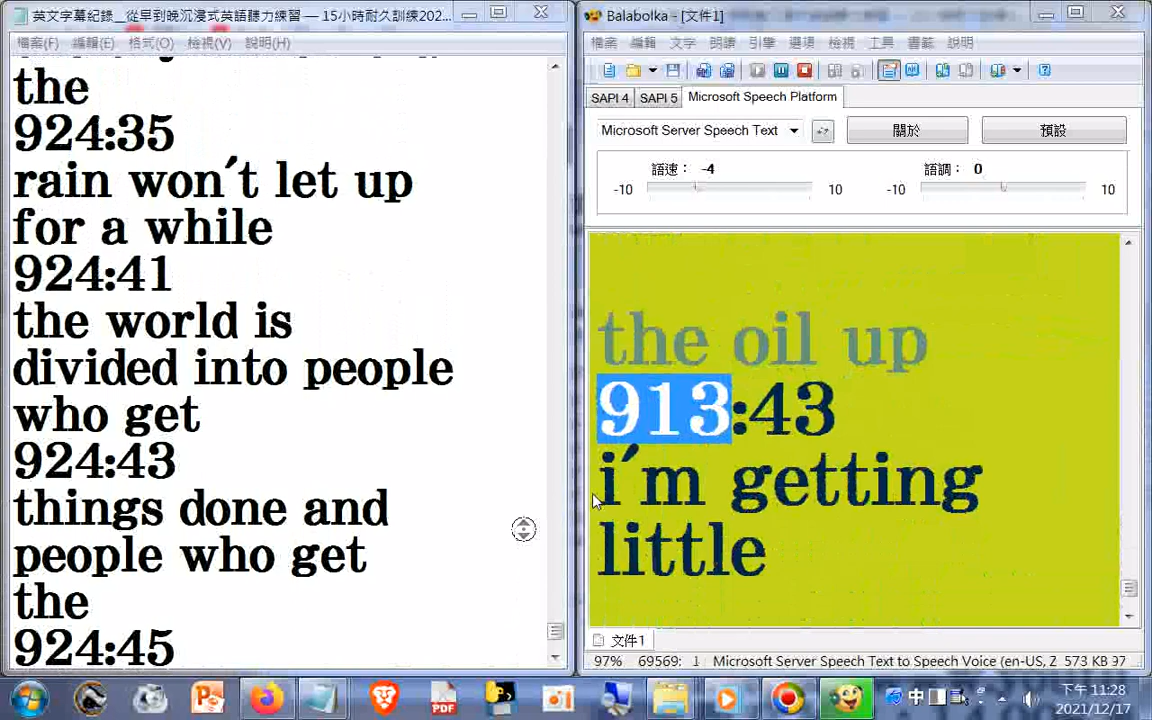 英文字幕紀錄__從早到晚沉浸式英語聽力練習 — 15小時耐久訓練202...
檔案(F) 編輯(E) 格式(O) 檢視(V) 說明(H)
the
924:35
rain won't let up
for a while
924:41
the world is
divided into people
who get
924:43
things done and
people who get
the
924:45
Balabolka - [文件1]
檔案 編輯 文字 朗讀 引擎 選項 檢視 工具 書籤 說明
SAPI 4 SAPI 5 Microsoft Speech Platform
Microsoft Server Speech Text 關於 預設
語速： -4 語調： 0
-10 10 -10 10
the oil up
913:43
i'm getting
little
文件1
97% 69569: 1 Microsoft Server Speech Text to Speech Voice (en-US, Z 573 KB 97
PDF 中 下午 11:28
2021/12/17